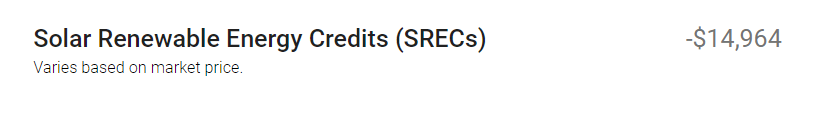 Solar Renewable Energy Credits (SRECs) -$14,964
Varies based on market price.